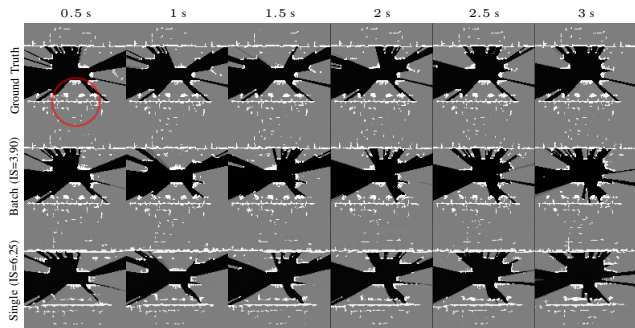 0.5 s 1 s 1.5 s 2 s 2.5 s 3 s
Ground Truth
Batch (IS=3.90)
Single (IS=6.25)